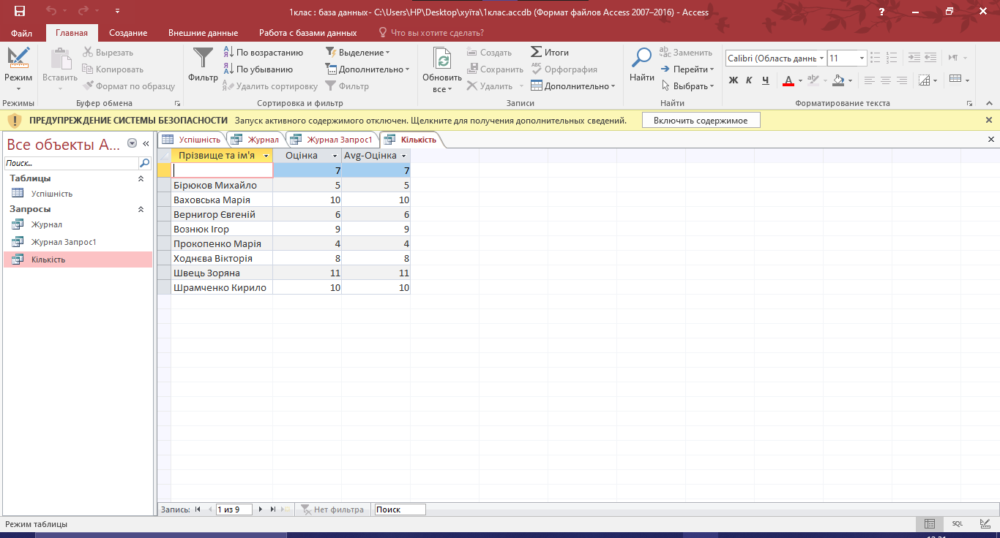 1клас : база данных- C:\Users\HP\Desktop\хуїта\1клас.accdb (Формат файлов Access 2007–2016) - Access
Файл Главная Создание Внешние данные Работа с базами данных Что вы хотите сделать?
Режим
Режимы
Вставить
Вырезать
Копировать
Формат по образцу
Буфер обмена
Фильтр
По возрастанию
По убыванию
Удалить сортировку
Выделение
Дополнительно
Фильтр
Сортировка и фильтр
Обновить все
Создать
Сохранить
Удалить
Итоги
Орфография
Дополнительно
Записи
Найти
Заменить
Перейти
Выбрать
Найти
Calibri (Область даннь 11
Ж К Ч
Форматирование текста
ПРЕДУПРЕЖДЕНИЕ СИСТЕМЫ БЕЗОПАСНОСТИ Запуск активного содержимого отключен. Щелкните для получения дополнительных сведений. Включить содержимое
Все объекты A...
Поиск...
Таблицы
Успішність
Запросы
Журнал
Журнал Запрос1
Кількість
Успішність Журнал Журнал Запрос1 Кількість
Прізвище та ім'я Оцінка Avg-Оцінка
7 7
Бірюков Михайло 5 5
Ваховська Марія 10 10
Вернигор Євгеній 6 6
Вознюк Ігор 9 9
Прокопенко Марія 4 4
Ходнєва Вікторія 8 8
Швець Зоряна 11 11
Шрамченко Кирило 10 10
Запись: 1 из 9 Нет фильтра Поиск
Режим таблицы SQL